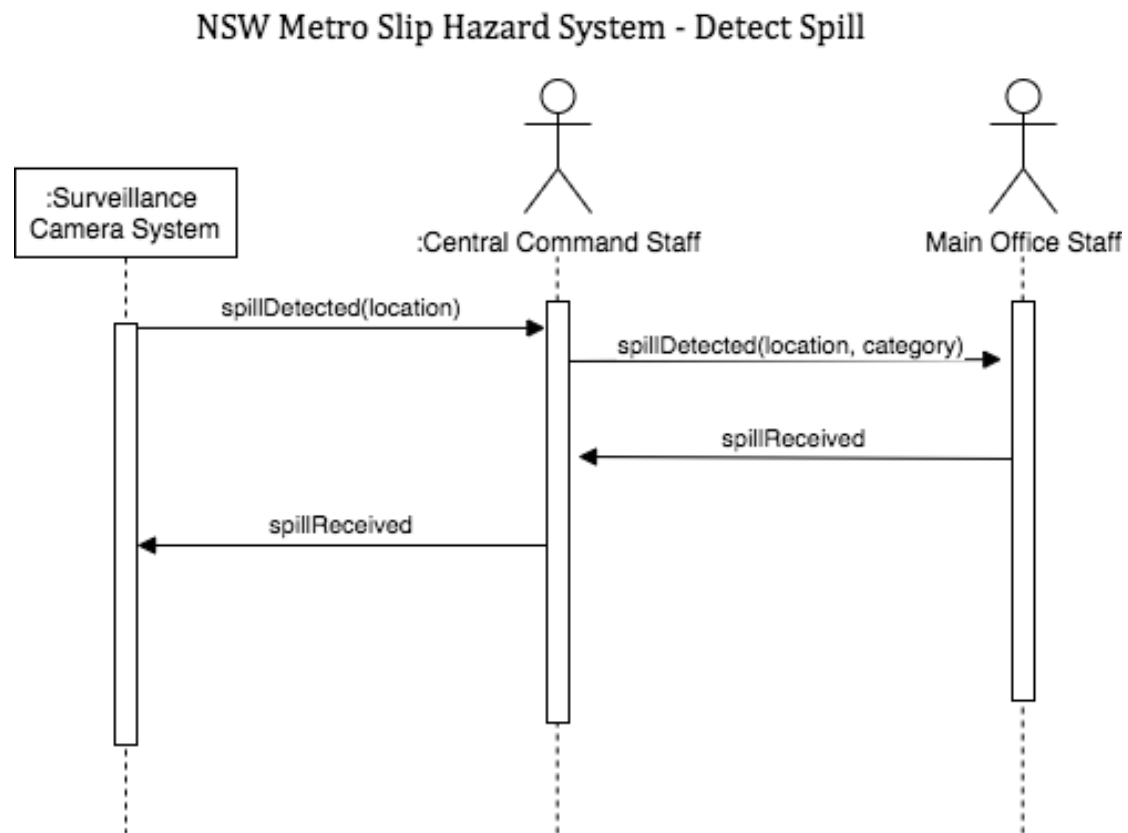 NSW Metro Slip Hazard System - Detect Spill
:Surveillance
Camera System
:Central Command Staff
Main Office Staff
spillDetected(location)
spillDetected(location, category)
spillReceived
spillReceived